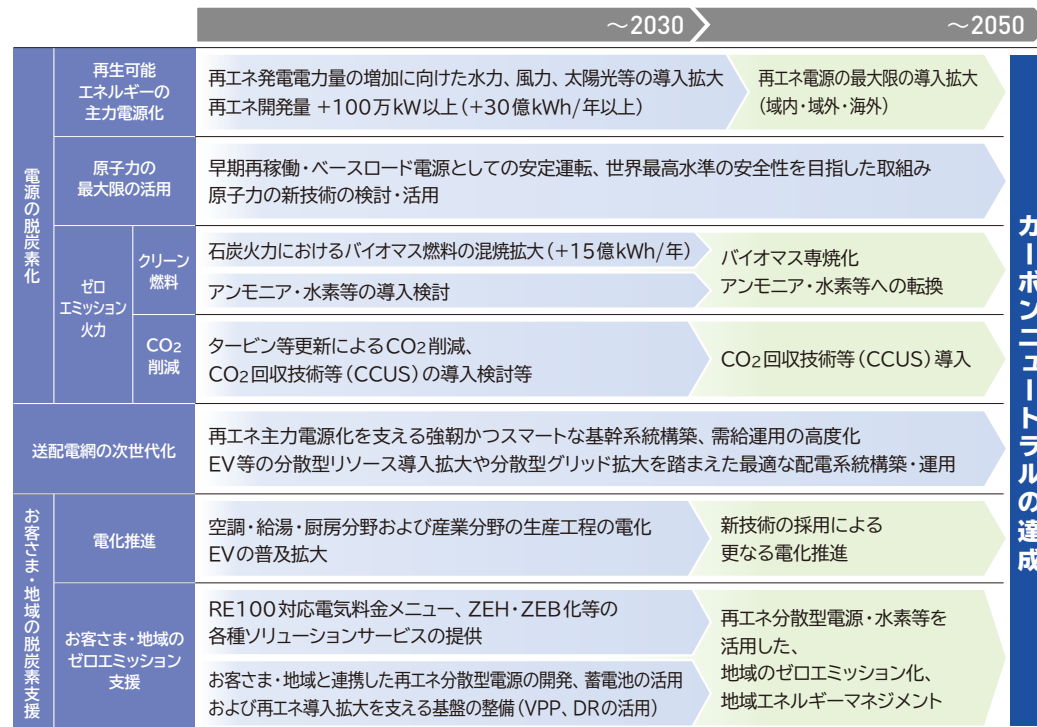 ～2030
～2050
電源の脱炭素化
再生可能
エネルギーの
主力電源化
再エネ発電電力量の増加に向けた水力、風力、太陽光等の導入拡大
再エネ開発量 +100万kW以上(+30億kWh/年以上)
再エネ電源の最大限の導入拡大
(域内・域外・海外)
原子力の
最大限の活用
早期再稼働・ベースロード電源としての安定運転、世界最高水準の安全性を目指した取組み
原子力の新技術の検討・活用
ゼロ
エミッション
火力
クリーン
燃料
石炭火力におけるバイオマス燃料の混焼拡大(+15億kWh/年)
アンモニア・水素等の導入検討
バイオマス専焼化
アンモニア・水素等への転換
CO2
削減
タービン等更新によるCO2削減、
CO2回収技術等(CCUS)の導入検討等
CO2回収技術等(CCUS)導入
送配電網の次世代化
再エネ主力電源化を支える強靭かつスマートな基幹系統構築、需給運用の高度化
EV等の分散型リソース導入拡大や分散型グリッド拡大を踏まえた最適な配電系統構築・運用
お客さま・地域の脱炭素支援
電化推進
空調・給湯・厨房分野および産業分野の生産工程の電化
EVの普及拡大
新技術の採用による
更なる電化推進
お客さま・地域の
ゼロエミッション
支援
RE100対応電気料金メニュー、ZEH・ZEB化等の
各種ソリューションサービスの提供
お客さま・地域と連携した再エネ分散型電源の開発、蓄電池の活用
および再エネ導入拡大を支える基盤の整備(VPP、DRの活用)
再エネ分散型電源・水素等を
活用した、
地域のゼロエミッション化、
地域エネルギーマネジメント
カーボンニュートラルの達成